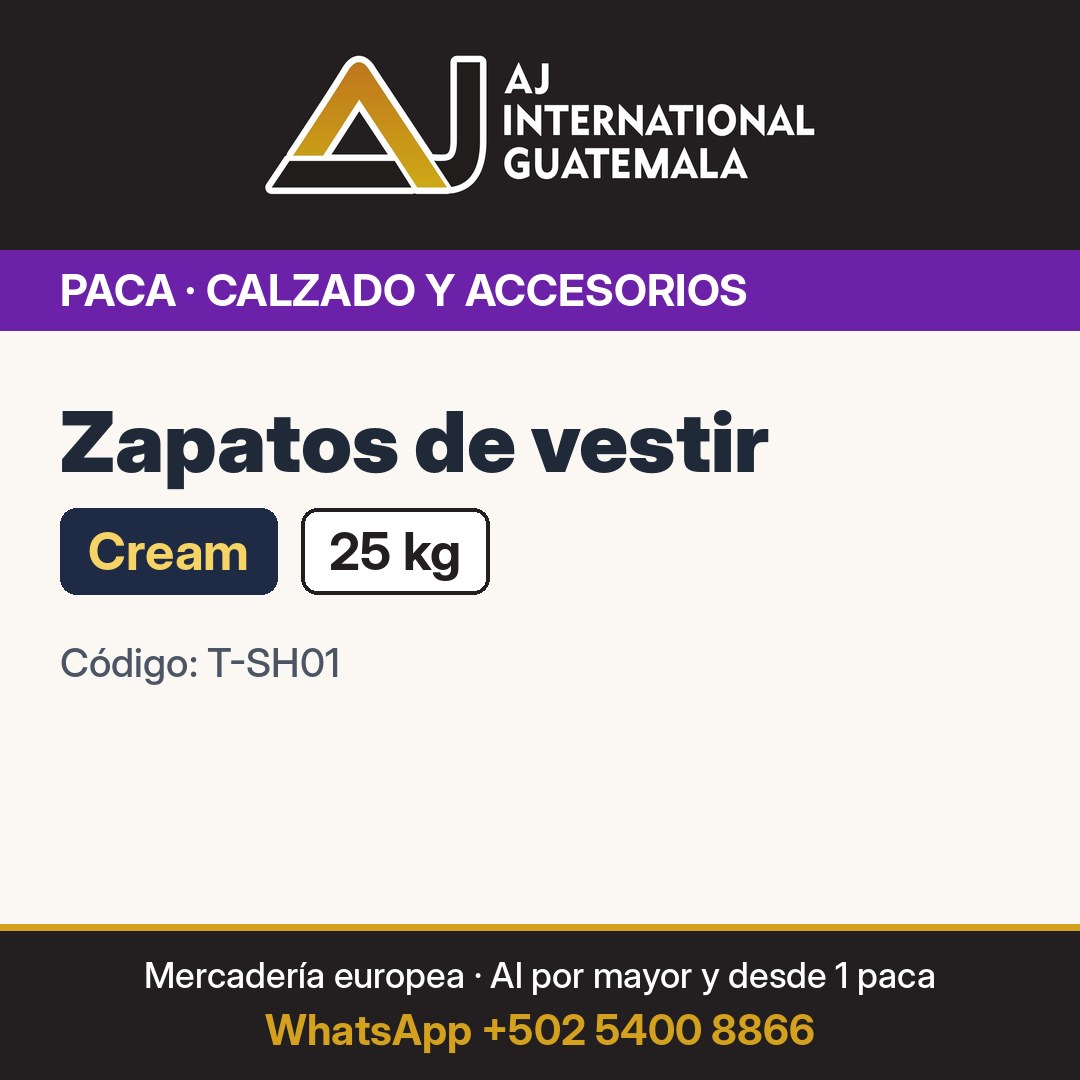 AJ
INTERNATIONAL
GUATEMALA
PACA · CALZADO Y ACCESORIOS
Zapatos de vestir
Cream
25 kg
Código: T-SH01
Mercadería europea · Al por mayor y desde 1 paca
WhatsApp +502 5400 8866